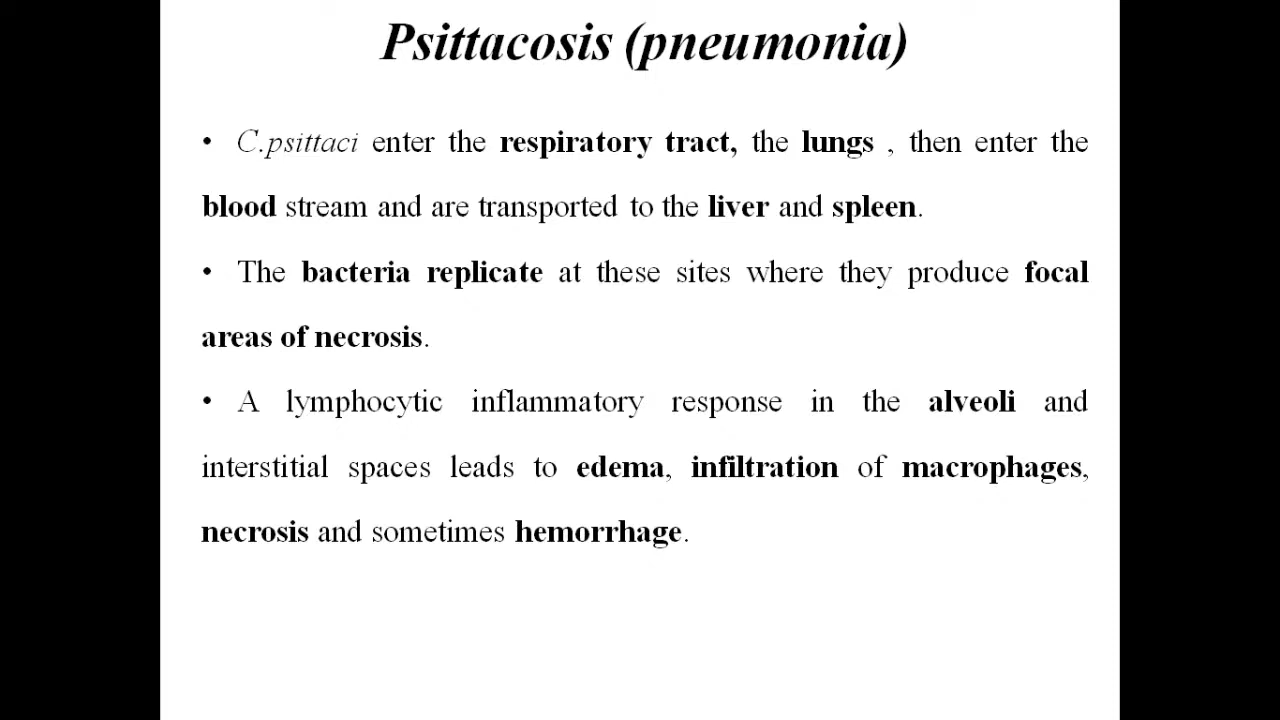 Psittacosis (pneumonia)
• C.psittaci enter the respiratory tract, the lungs , then enter the
blood stream and are transported to the liver and spleen.
• The bacteria replicate at these sites where they produce focal
areas of necrosis.
• A lymphocytic inflammatory response in the alveoli and
interstitial spaces leads to edema, infiltration of macrophages,
necrosis and sometimes hemorrhage.